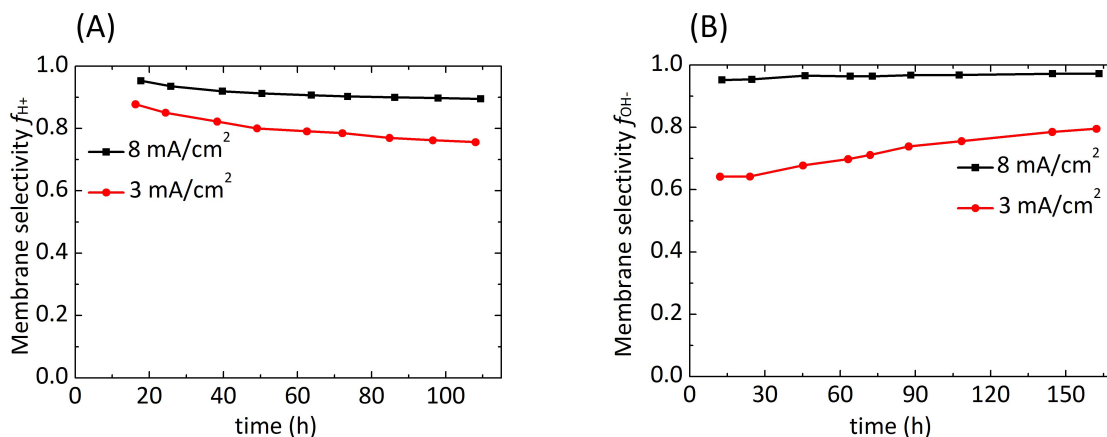 (A)
Membrane selectivity fH+
1.0
0.8
0.6
0.4
0.2
0.0
8 mA/cm²
3 mA/cm²
0 20 40 60 80 100
time (h)
(B)
Membrane selectivity fOH-
1.0
0.8
0.6
0.4
0.2
0.0
8 mA/cm²
3 mA/cm²
0 30 60 90 120 150
time (h)